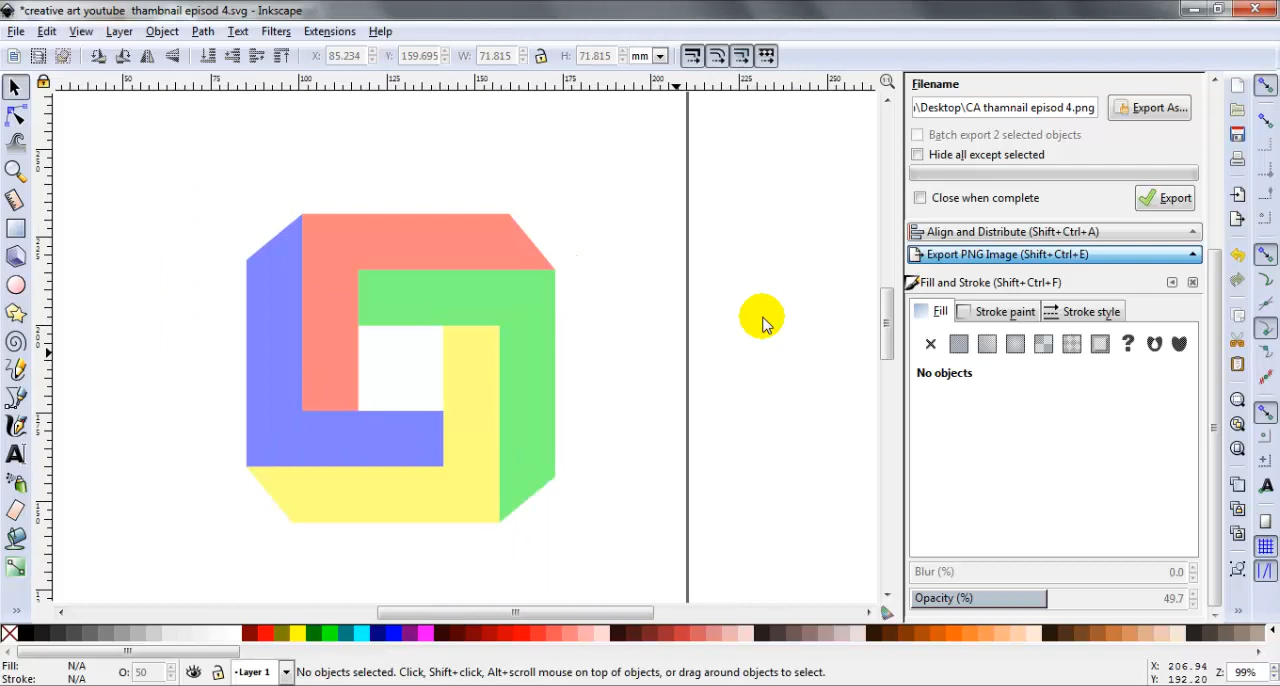 *creative art youtube  thambnail episod 4.svg - Inkscape
File Edit View Layer Object Path Text Filters Extensions Help
X: 85.234 Y: 159.695 W: 71.815 H: 71.815 mm
50 75 100 125 150 175 200 225 250
Filename
\Desktop\CA thamnail episod 4.png Export As...
Batch export 2 selected objects
Hide all except selected
Close when complete Export
Align and Distribute (Shift+Ctrl+A)
Export PNG Image (Shift+Ctrl+E)
Fill and Stroke (Shift+Ctrl+F)
Fill Stroke paint Stroke style
No objects
Blur (%) 0.0
Opacity (%) 49.7
Fill: N/A
Stroke: N/A
O: 50
Layer 1
No objects selected. Click, Shift+click, Alt+scroll mouse on top of objects, or drag around objects to select.
X: 206.94
Y: 192.20
Z: 99%